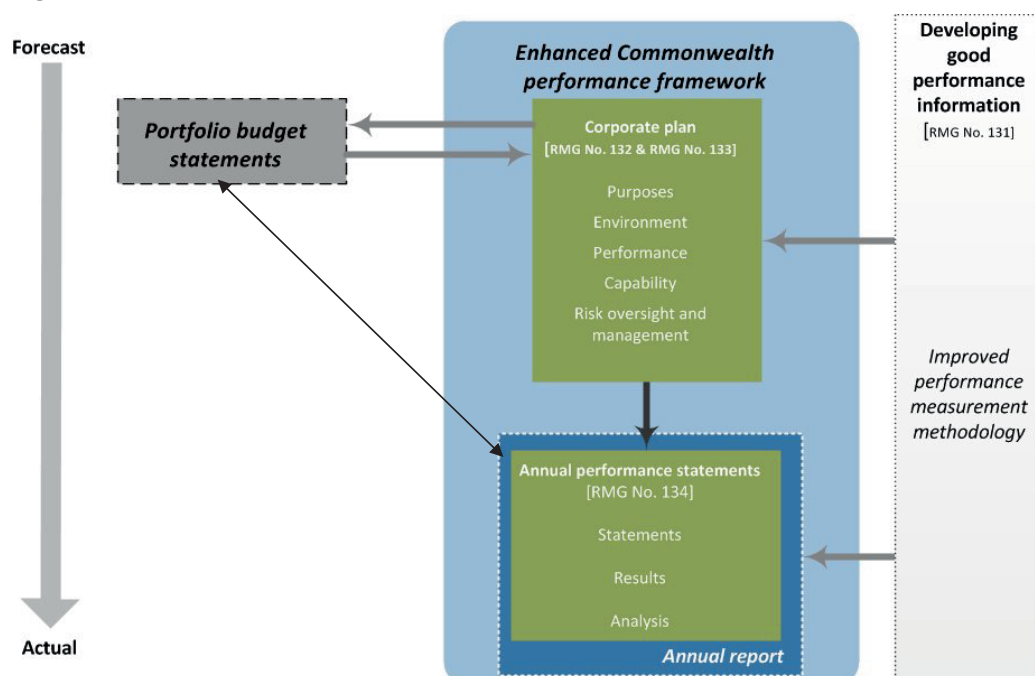 Forecast
Actual
Portfolio budget
statements
Enhanced Commonwealth
performance framework
Corporate plan
[RMG No. 132 & RMG No. 133]
Purposes
Environment
Performance
Capability
Risk oversight and
management
Annual performance statements
[RMG No. 134]
Statements
Results
Analysis
Annual report
Developing
good
performance
information
[RMG No. 131]
Improved
performance
measurement
methodology